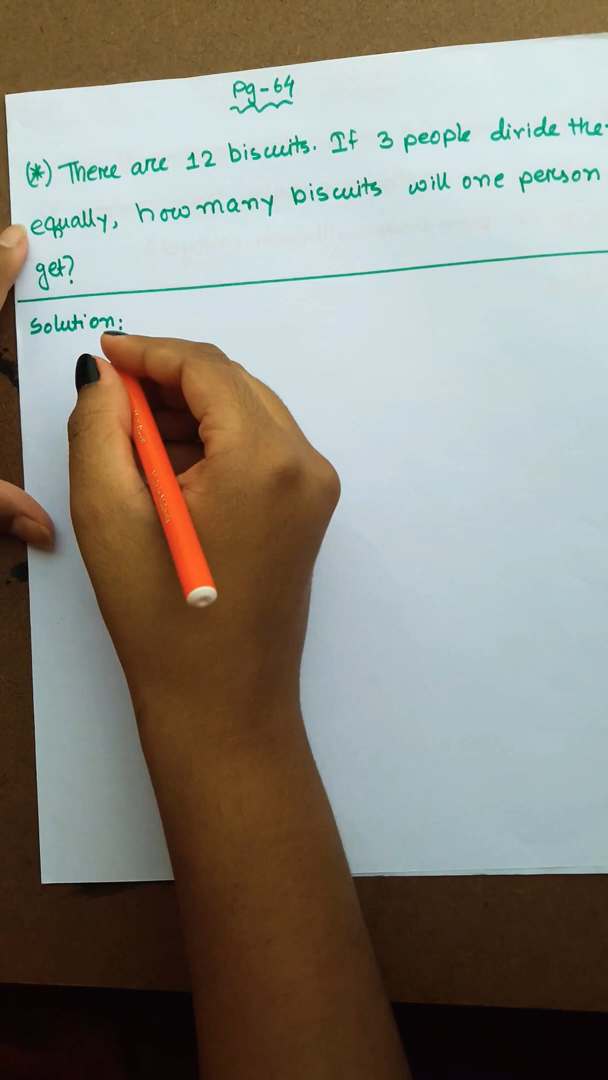 Pg-64
(*) There are 12 biscuits. If 3 people divide the
equally, how many biscuits will one person
get?
Solution: